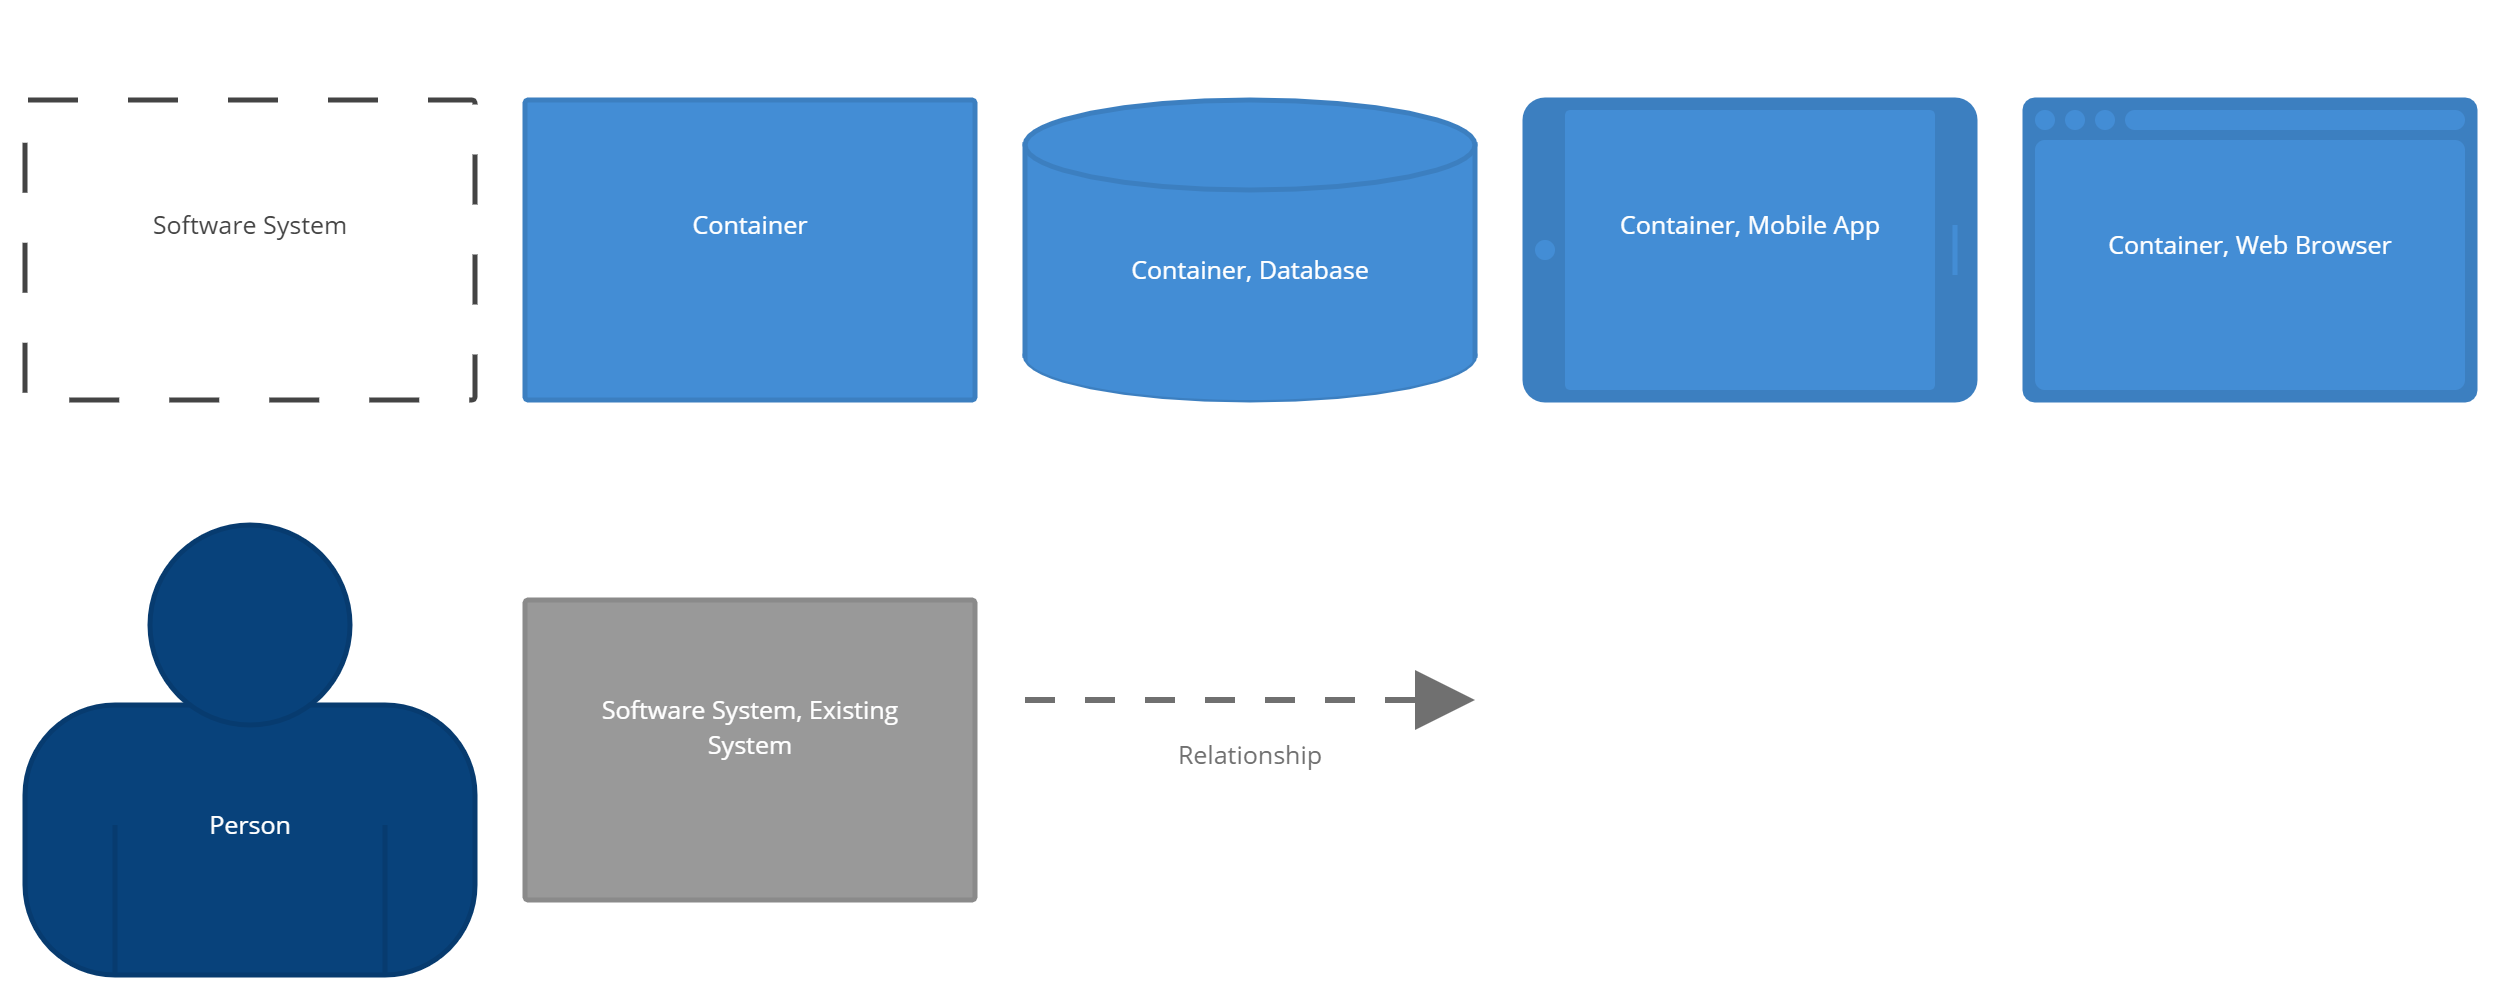 Software System
Container
Container, Database
Container, Mobile App
Container, Web Browser
Person
Software System, Existing
System
Relationship